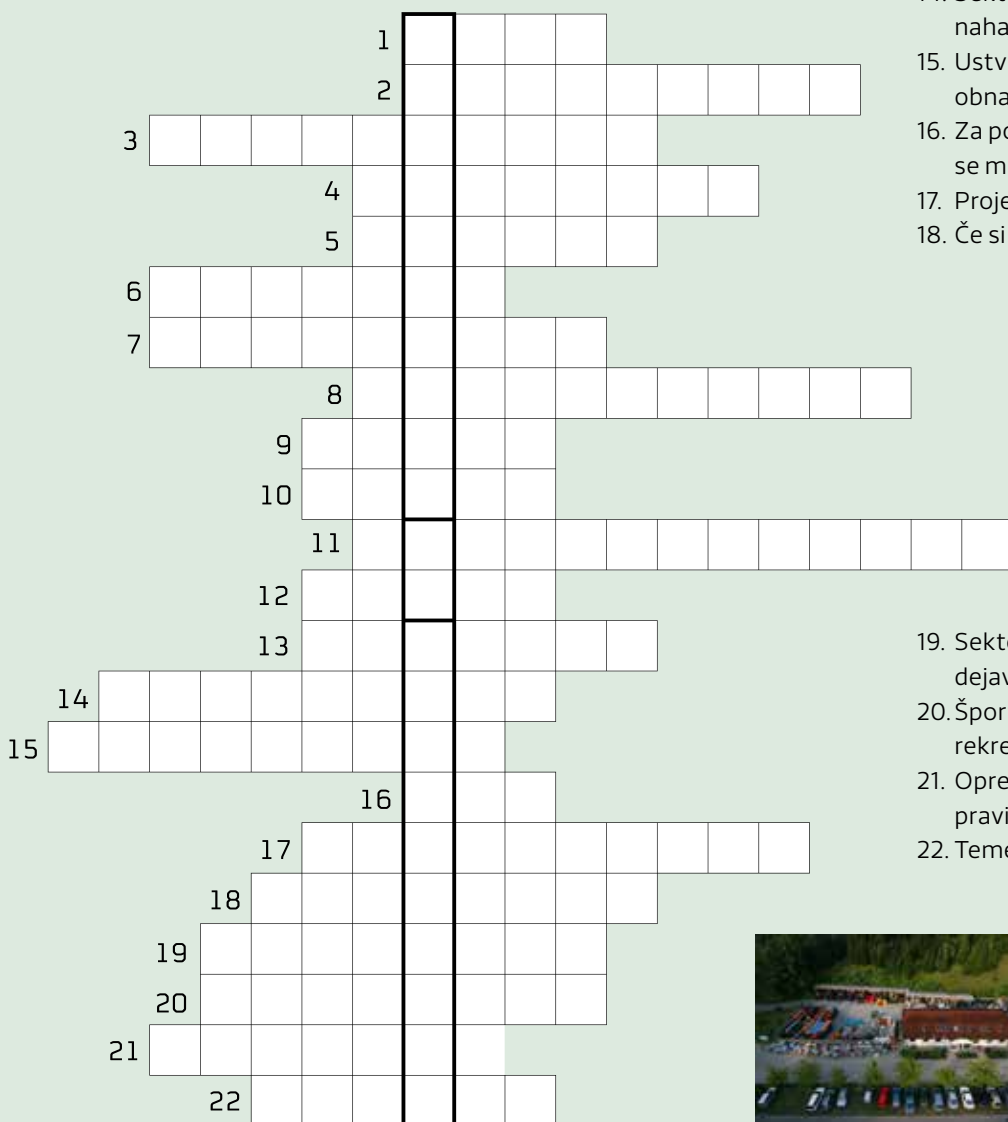 1
2
3
4
5
6
7
8
9
10
11
12
13
14
15
16
17
18
19
20
21
22
naha
15. Ustv
obna
16. Za po
se m
17. Proje
18. Če si
19. Sekto
dejav
20. Špor
rekre
21. Opre
pravi
22. Teme